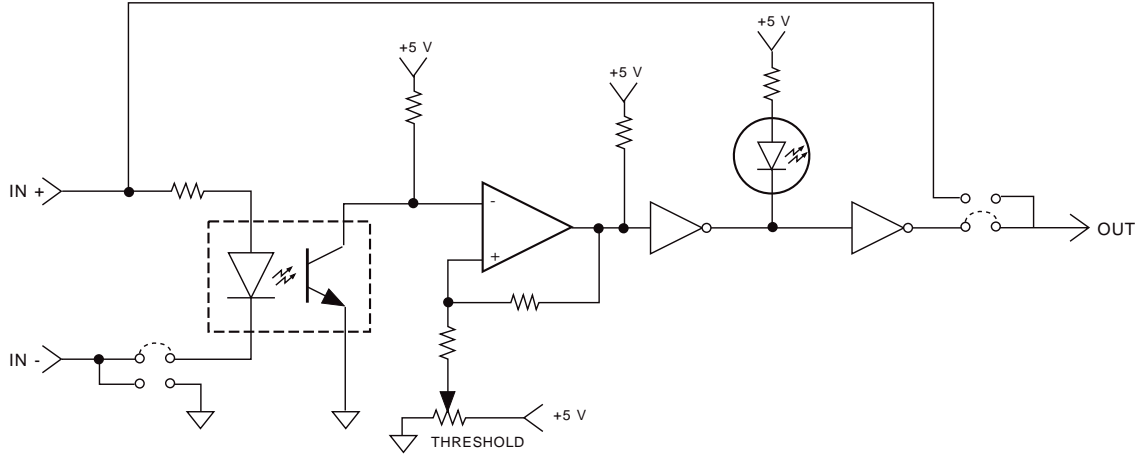 +5 V
+5 V
+5 V
IN +
-
+
OUT
IN -
+5 V
THRESHOLD